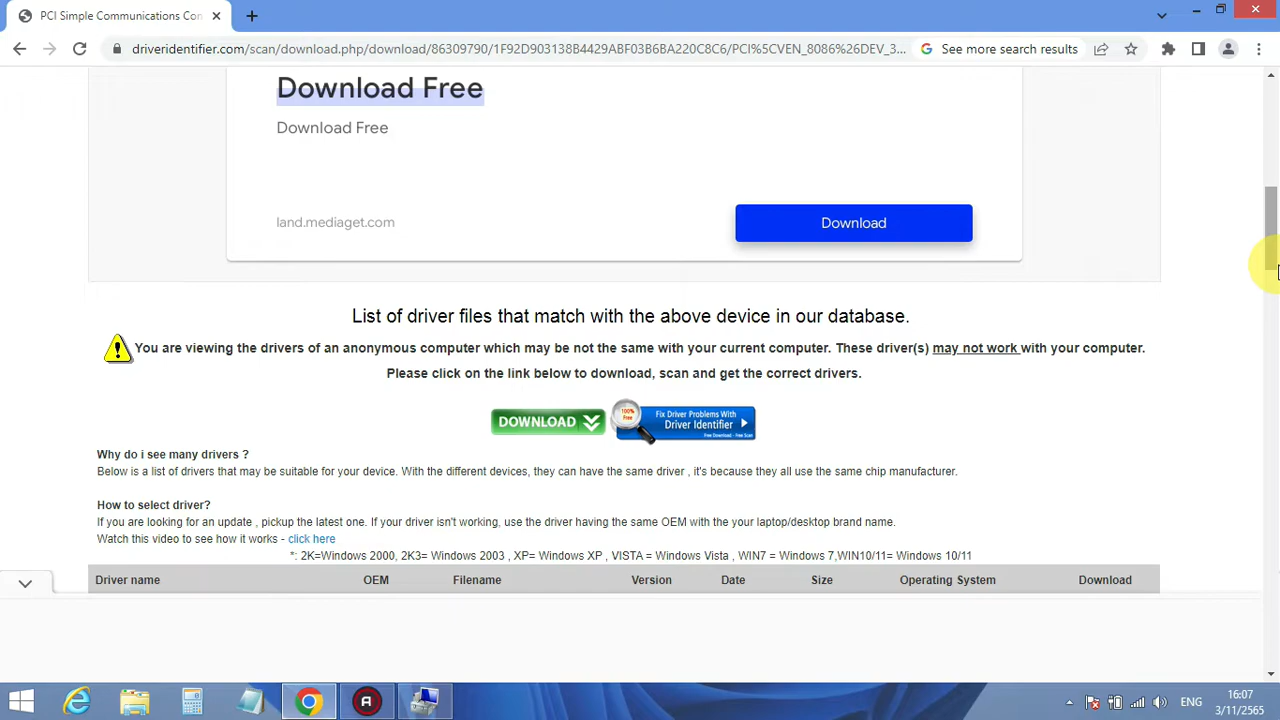 PCI Simple Communications Con
driveridentifier.com/scan/download.php/download/86309790/1F92D903138B4429ABF03B6BA220C8C6/PCI%5CVEN_8086%26DEV_3...
See more search results
Download Free
Download Free
land.mediaget.com
Download
List of driver files that match with the above device in our database.
You are viewing the drivers of an anonymous computer which may be not the same with your current computer. These driver(s) may not work with your computer.
Please click on the link below to download, scan and get the correct drivers.
DOWNLOAD
100% Free
Fix Driver Problems With
Driver Identifier
Free Download - Free Scan
Why do i see many drivers ?
Below is a list of drivers that may be suitable for your device. With the different devices, they can have the same driver , it's because they all use the same chip manufacturer.
How to select driver?
If you are looking for an update , pickup the latest one. If your driver isn't working, use the driver having the same OEM with the your laptop/desktop brand name.
Watch this video to see how it works - click here
*: 2K=Windows 2000, 2K3= Windows 2003 , XP= Windows XP , VISTA = Windows Vista , WIN7 = Windows 7,WIN10/11= Windows 10/11
Driver name OEM Filename Version Date Size Operating System Download
ENG
16:07
3/11/2565